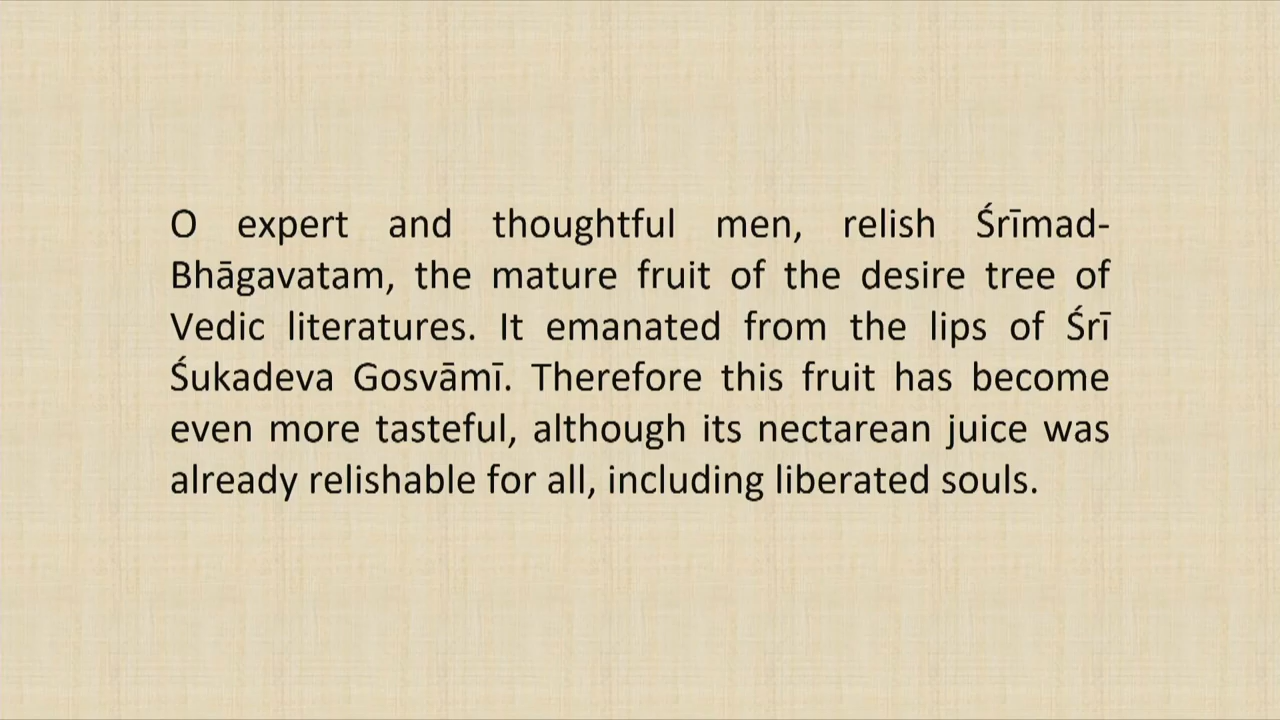 O expert and thoughtful men, relish Śrīmad-
Bhāgavatam, the mature fruit of the desire tree of
Vedic literatures. It emanated from the lips of Śrī
Śukadeva Gosvāmī. Therefore this fruit has become
even more tasteful, although its nectarean juice was
already relishable for all, including liberated souls.